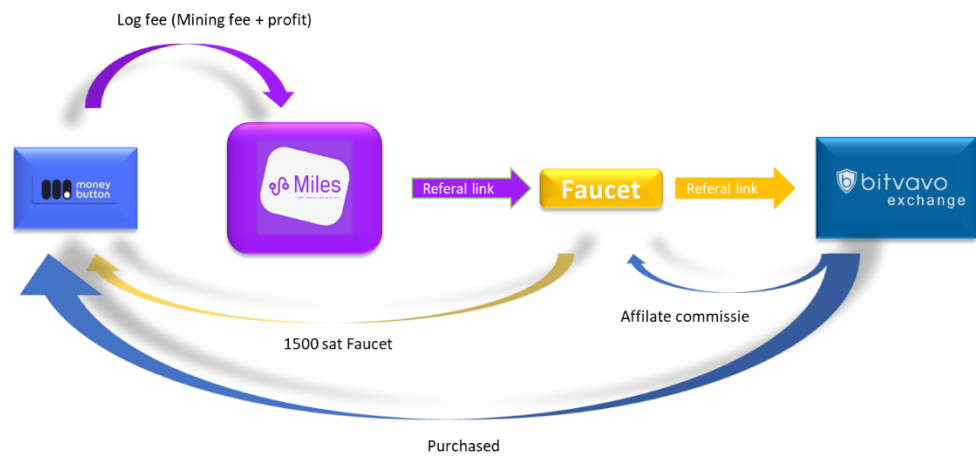 Log fee (Mining fee + profit)
money
button
Miles
Referal link
Faucet
Referal link
bitvavo
exchange
Affilate commissie
1500 sat Faucet
Purchased